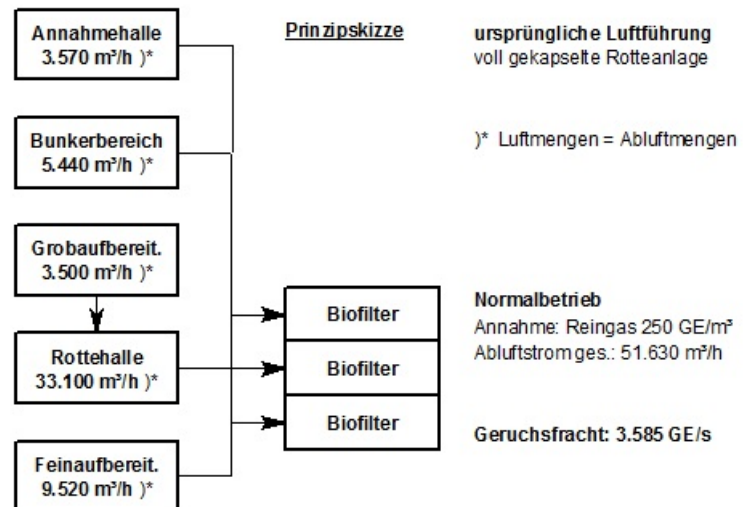 Annahmehalle
3.570 m³/h )*
Bunkerbereich
5.440 m³/h )*
Grobaufbereit.
3.500 m³/h )*
Rottehalle
33.100 m³/h )*
Feinaufbereit.
9.520 m³/h )*
Prinzipskizze
Biofilter
Biofilter
Biofilter
ursprüngliche Luftführung
voll gekapselte Rotteanlage
)* Luftmengen = Abluftmengen
Normalbetrieb
Annahme: Reingas 250 GE/m³
Abluftstrom ges.: 51.630 m³/h
Geruchsfracht: 3.585 GE/s